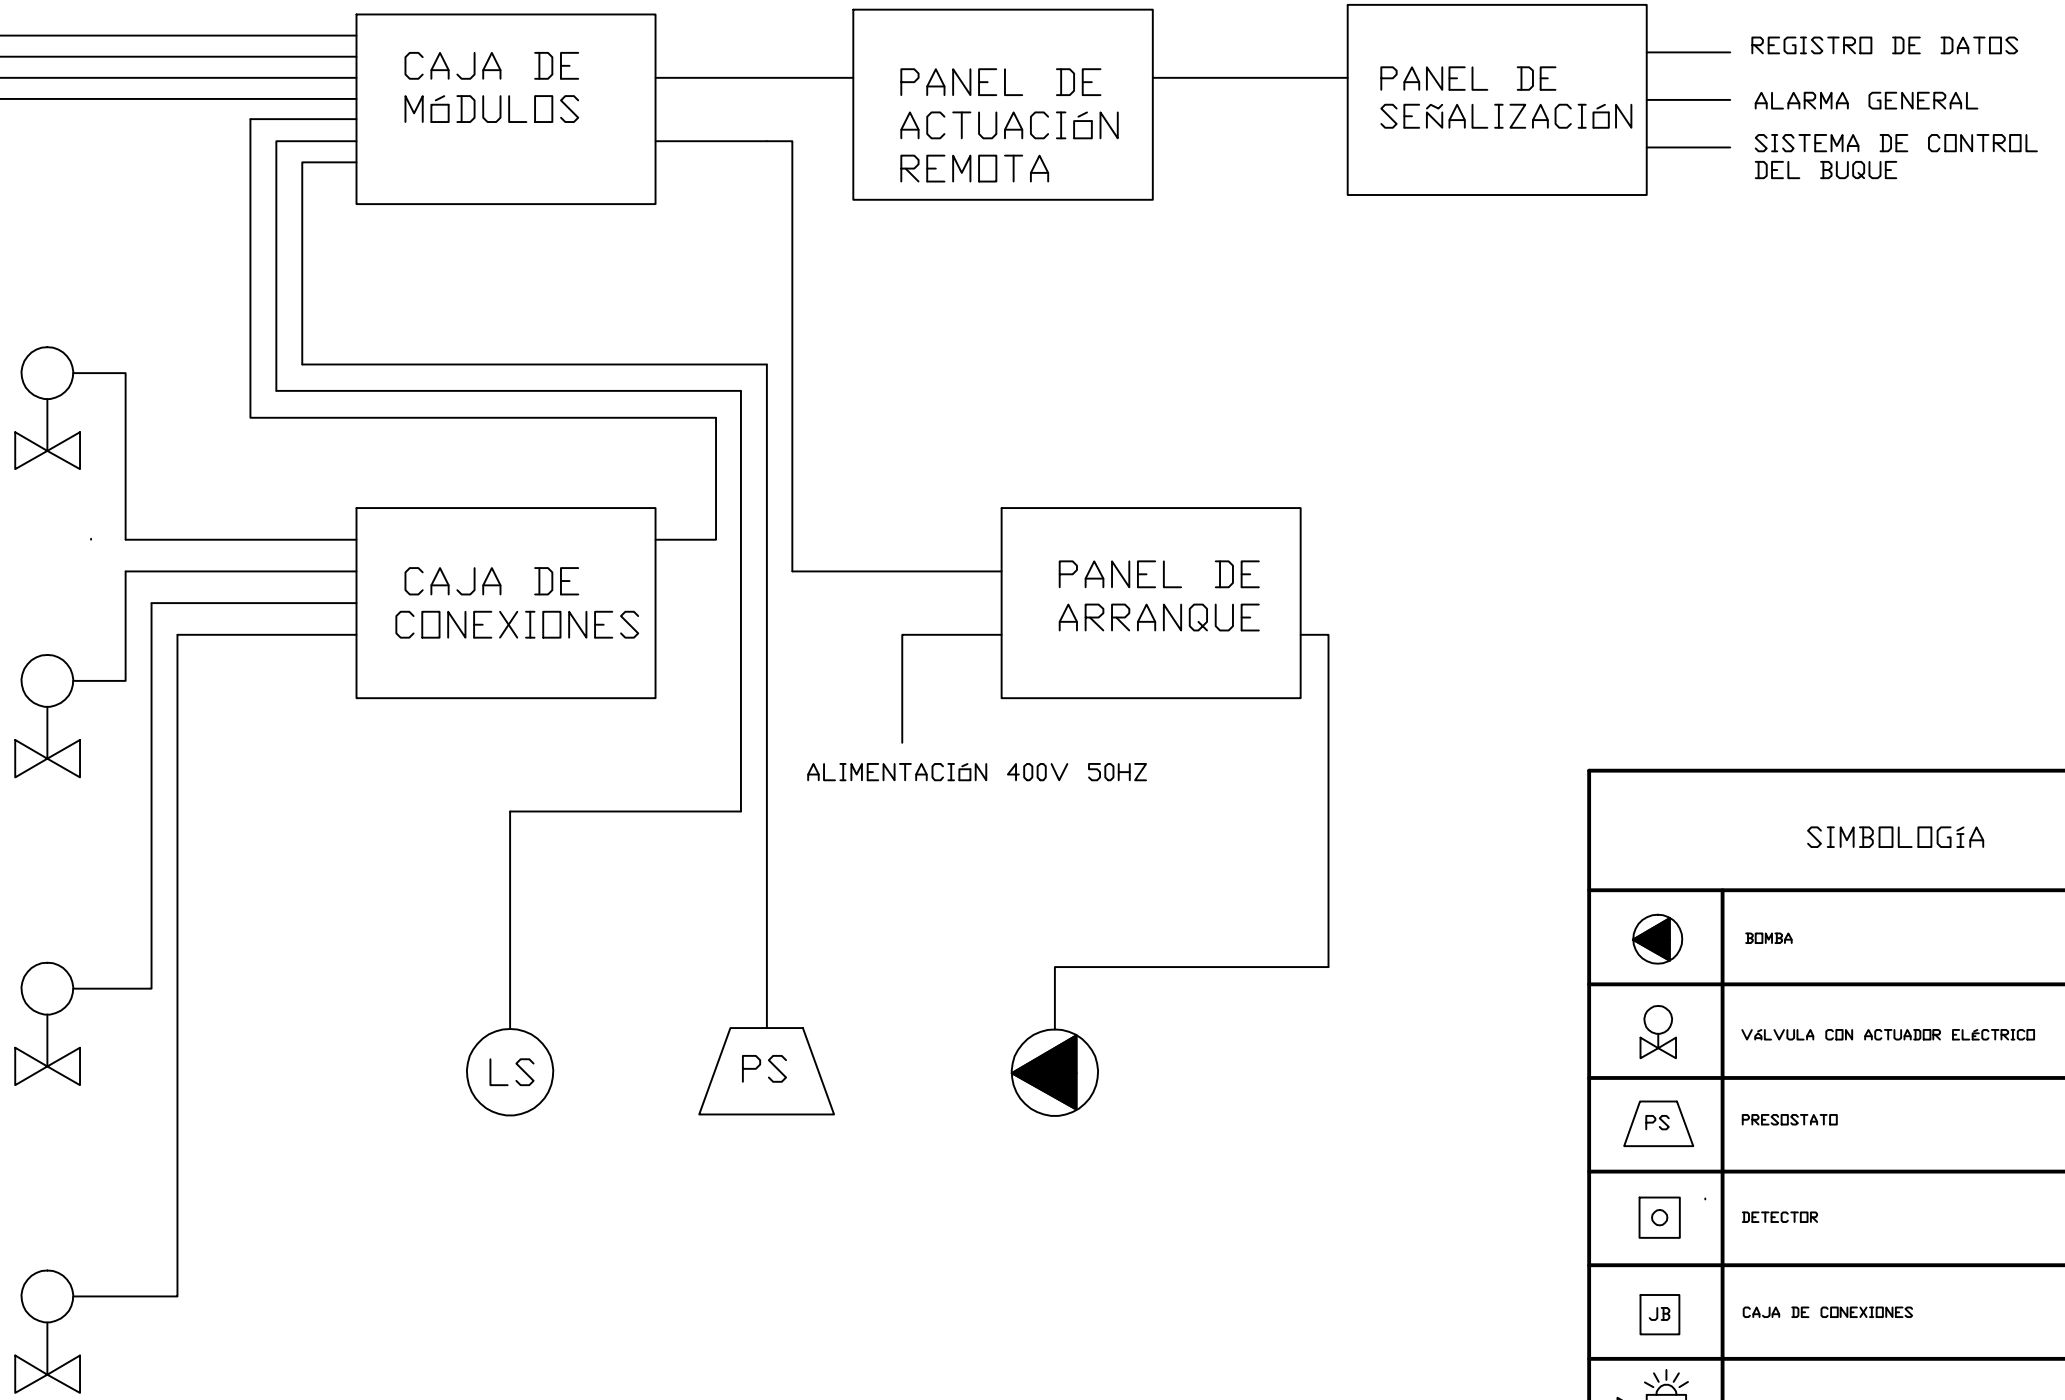 CAJA DE
MóDULOS
PANEL DE
ACTUACIóN
REMOTA
PANEL DE
SEÑALIZACIóN
REGISTRO DE DATOS
ALARMA GENERAL
SISTEMA DE CONTROL
DEL BUQUE
CAJA DE
CONEXIONES
PANEL DE
ARRANQUE
ALIMENTACIóN 400V 50HZ
LS
PS
SIMBOLOGíA
BOMBA
VáLVULA CON ACTUADOR ELéCTRICO
PS
PRESOSTATO
DETECTOR
JB
CAJA DE CONEXIONES